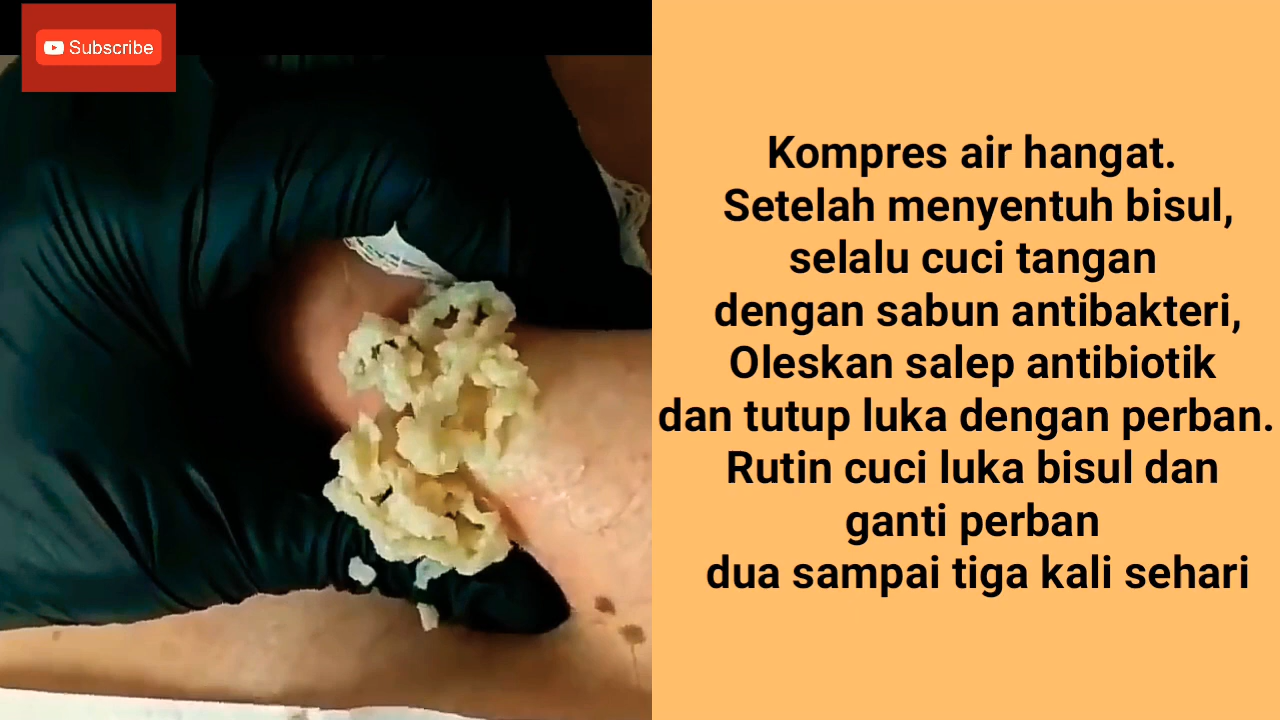 Subscribe
Kompres air hangat.
Setelah menyentuh bisul,
selalu cuci tangan
dengan sabun antibakteri,
Oleskan salep antibiotik
dan tutup luka dengan perban.
Rutin cuci luka bisul dan
ganti perban
dua sampai tiga kali sehari